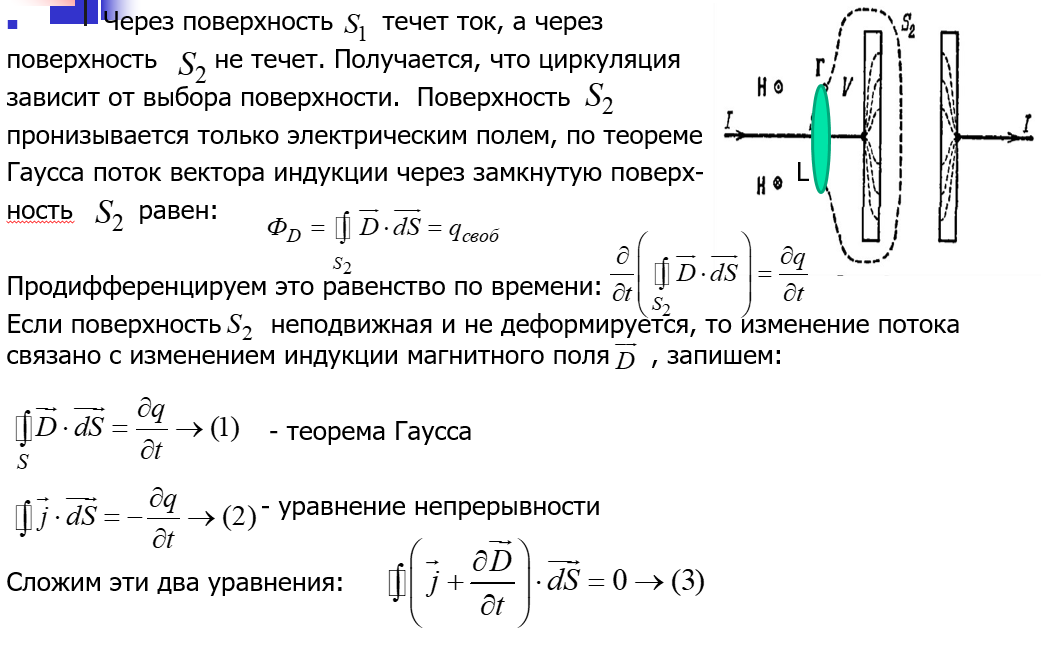 Через поверхность S₁ течет ток, а через
поверхность S₂ не течет. Получается, что циркуляция
зависит от выбора поверхности. Поверхность S₂
пронизывается только электрическим полем, по теореме
Гаусса поток вектора индукции через замкнутую поверх-
ность S₂ равен: Φ_D = ∯_{S₂} D⃗ · dS⃗ = q_своб
Продифференцируем это равенство по времени: ∂/∂t (∯_{S₂} D⃗ · dS⃗) = ∂q/∂t
Если поверхность S₂ неподвижная и не деформируется, то изменение потока
связано с изменением индукции магнитного поля D⃗ , запишем:
∯_S D⃗ · dS⃗ = ∂q/∂t → (1) - теорема Гаусса
∯ j⃗ · dS⃗ = −∂q/∂t → (2) - уравнение непрерывности
Сложим эти два уравнения: ∯ (j⃗ + ∂D⃗/∂t) · dS⃗ = 0 → (3)
S₂
Г
H ⊙ V
I I
L
H ⊙